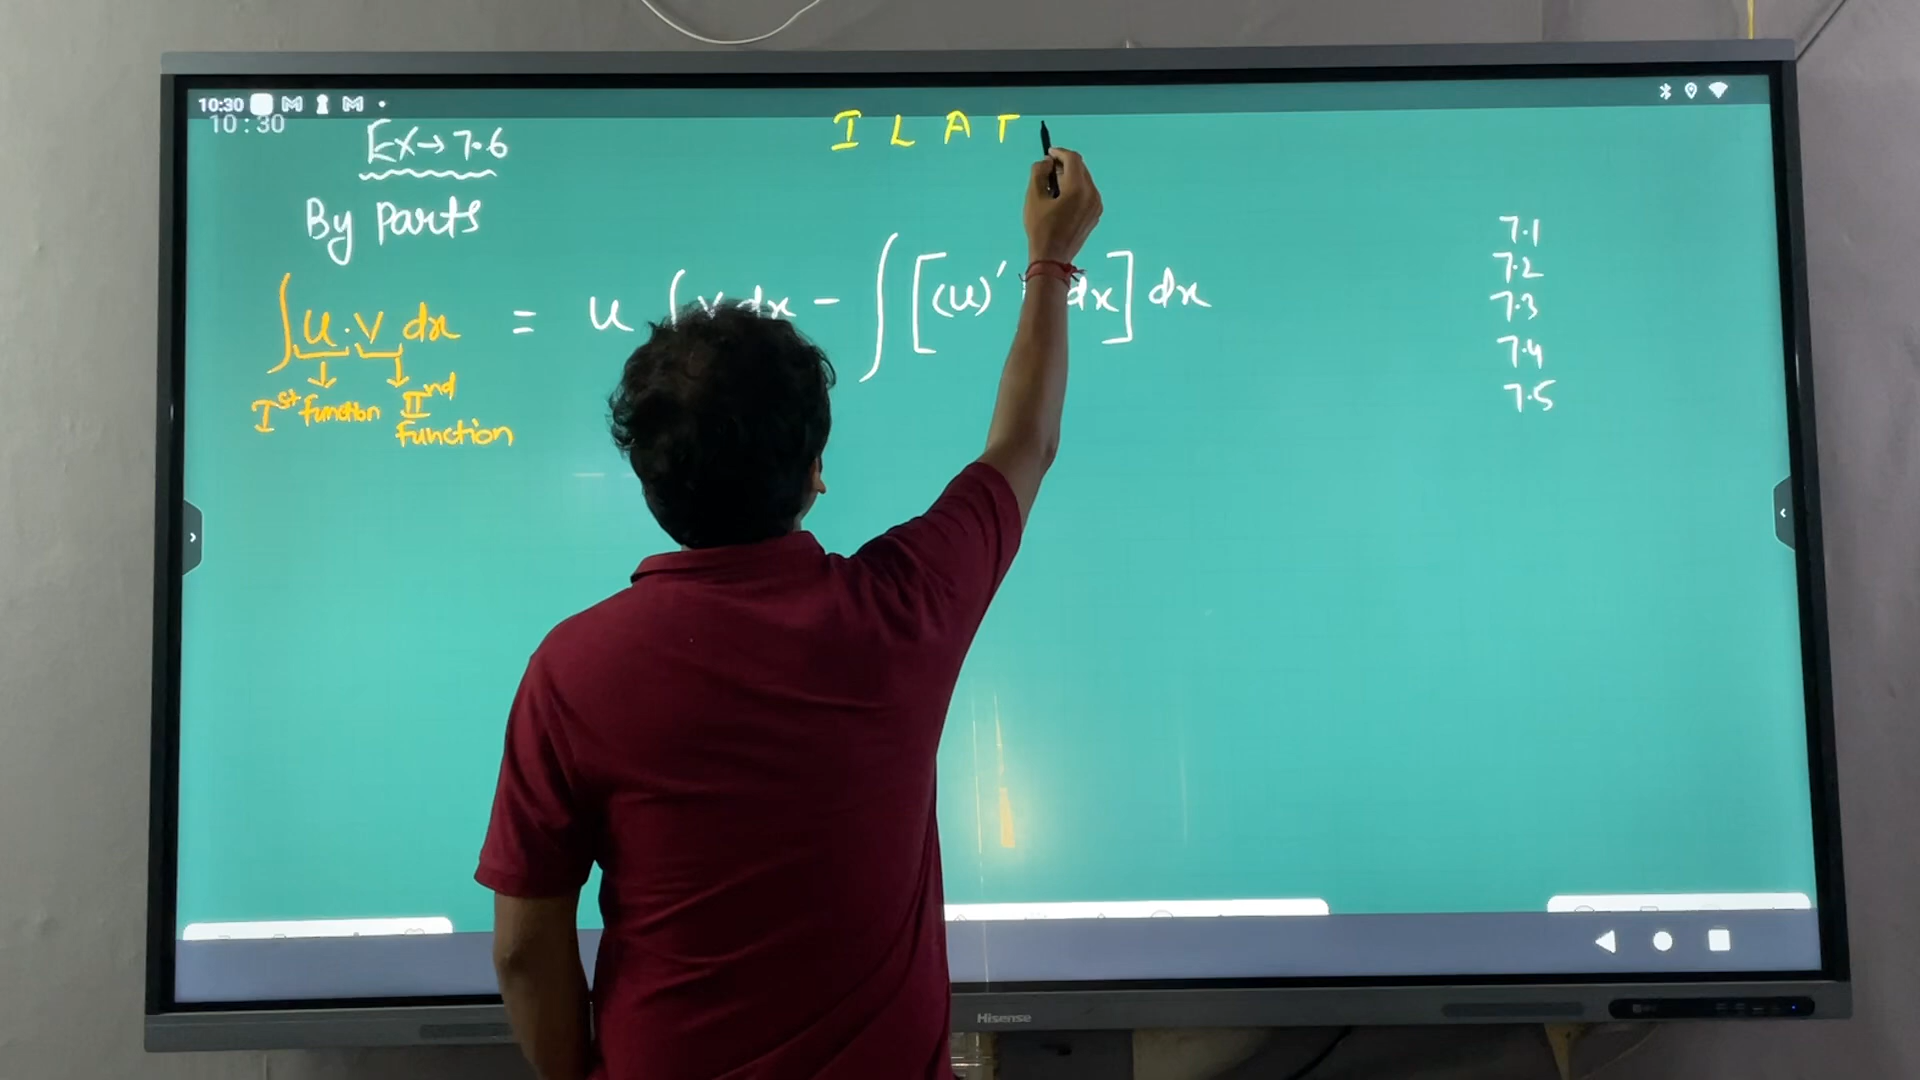 10:30
10:30
Ex→7.6
I L A T
By Parts
∫u.v dx = u ∫v dx - ∫[(u)' dx] dx
Iˢᵗ function IIⁿᵈ function
7.1
7.2
7.3
7.4
7.5
Hisense